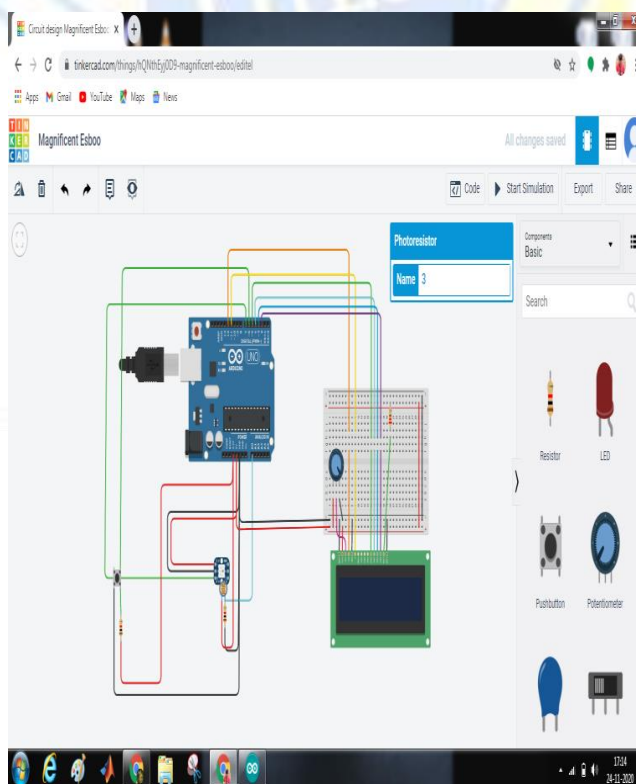 Circuit design Magnificent Esboo
tinkercad.com/things/hQNthEyj0D9-magnificent-esboo/editel
Apps Gmail YouTube Maps News
TIN
KER
CAD
Magnificent Esboo
All changes saved
Code Start Simulation Export Share
Photoresistor
Name 3
Components
Basic
Search
Resistor LED
Pushbutton Potentiometer
UNO
ARDUINO
17:14
24-11-2020